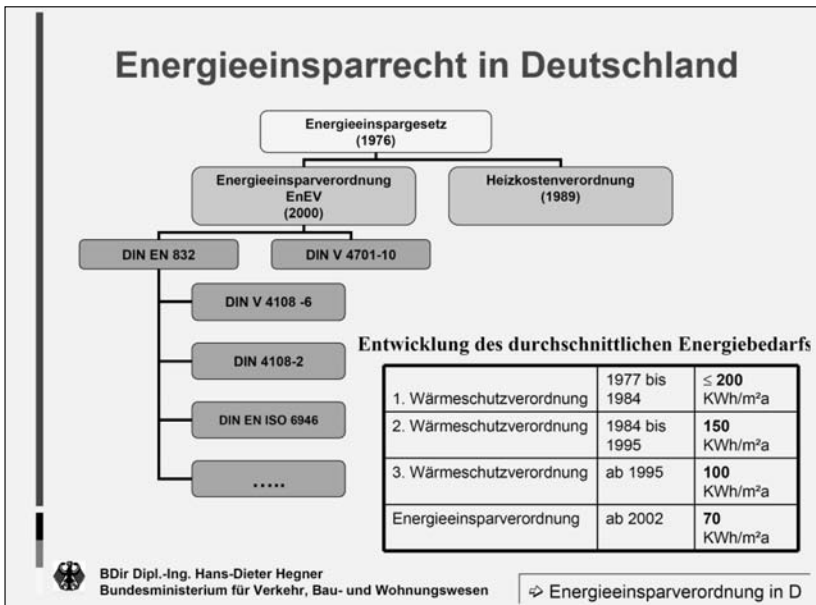 Energieeinsparrecht in Deutschland
Energieeinspargesetz
(1976)
Energieeinsparverordnung
EnEV
(2000)
Heizkostenverordnung
(1989)
DIN EN 832
DIN V 4701-10
DIN V 4108 -6
DIN 4108-2
DIN EN ISO 6946
.....
Entwicklung des durchschnittlichen Energiebedarfs
1. Wärmeschutzverordnung
1977 bis
1984
≤ 200
KWh/m²a
2. Wärmeschutzverordnung
1984 bis
1995
150
KWh/m²a
3. Wärmeschutzverordnung
ab 1995
100
KWh/m²a
Energieeinsparverordnung
ab 2002
70
KWh/m²a
BDir Dipl.-Ing. Hans-Dieter Hegner
Bundesministerium für Verkehr, Bau- und Wohnungswesen
➩ Energieeinsparverordnung in D